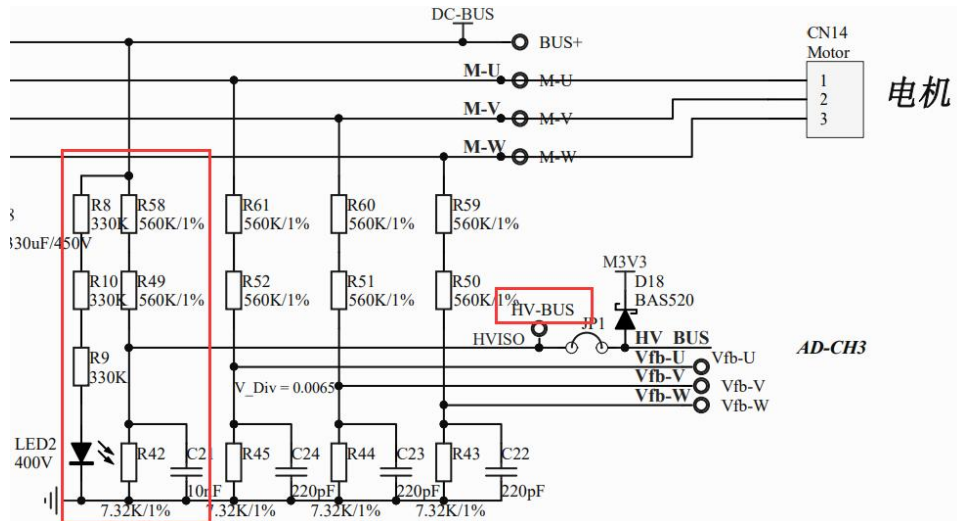 DC-BUS
CN14
Motor
BUS+
M-U
M-U
1
电机
M-V
M-V
2
3
M-W
M-W
8
330uF/450V
R8
330K
R58
560K/1%
R61
560K/1%
R60
560K/1%
R59
560K/1%
R10
330K
R49
560K/1%
R52
560K/1%
R51
560K/1%
R50
560K/1%
M3V3
D18
BAS520
HV-BUS
JP1
HVISO
HV_BUS
AD-CH3
R9
330K
Vfb-U
Vfb-U
V_Div = 0.0065
Vfb-V
Vfb-V
Vfb-W
Vfb-W
LED2
400V
R42
7.32K/1%
C21
10nF
R45
7.32K/1%
C24
220pF
R44
7.32K/1%
C23
220pF
R43
7.32K/1%
C22
220pF